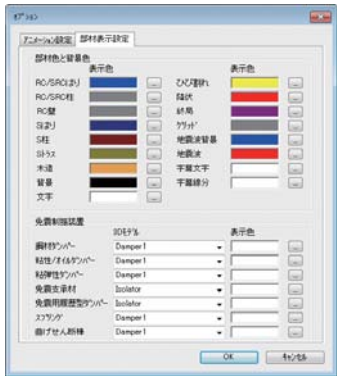 オプション
アニメーション設定 部材表示設定
部材色と背景色
表示色 表示色
RC/SRCはり ひび割れ
RC/SRC柱 降伏
RC壁 終局
Sはり グリッド
S柱 地震波背景
Sトラス 地震波
木造 字幕文字
背景 字幕線分
文字
免震制振装置
3Dモデル 表示色
鋼材ダンパー Damper1
粘性/オイルダンパー Damper1
粘弾性ダンパー Damper1
免震支承材 Isolator
免震用履歴型ダンパー Isolator
スプリング Damper1
曲げせん断棒 Damper1
OK キャンセル